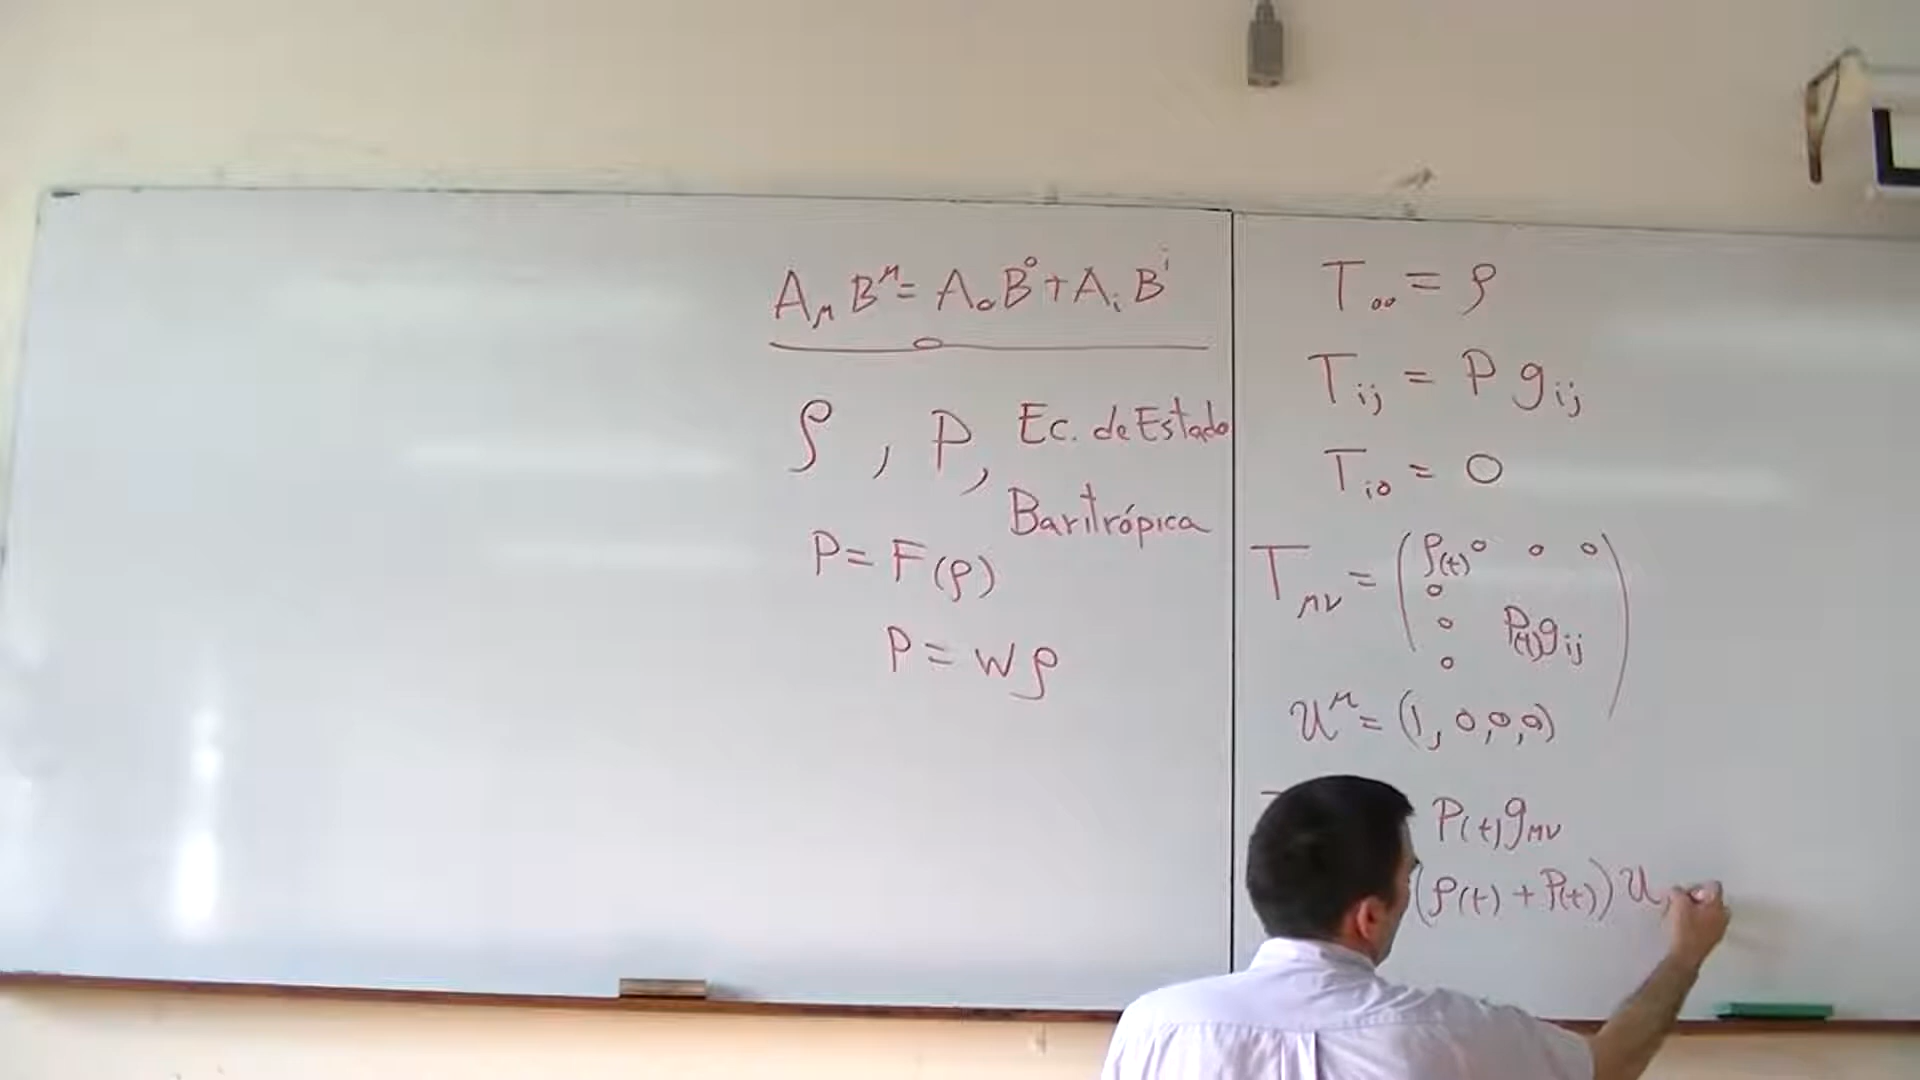 A_μ B^μ = A_0 B^0 + A_i B^i
ρ , P, Ec. de Estado
Baritrópica
P = F(ρ)
P = wρ
T_00 = ρ
T_ij = P g_ij
T_i0 = 0
T_μν = (ρ(t) 0 0 0
0
0 P(t) g_ij
0)
U^μ = (1, 0,0,0)
P(t) g_μν
(ρ(t) + P(t)) U